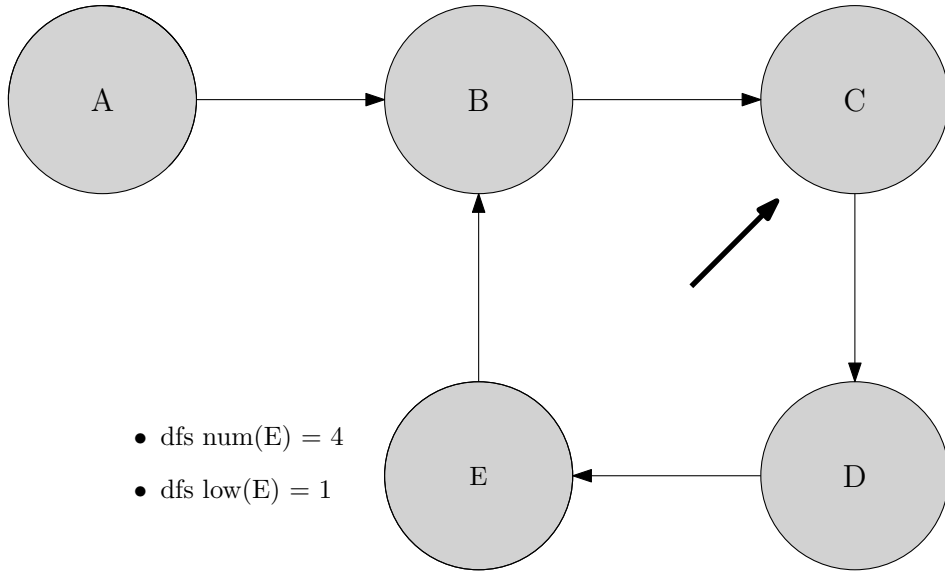 A
B
C
• dfs num(E) = 4
• dfs low(E) = 1
E
D